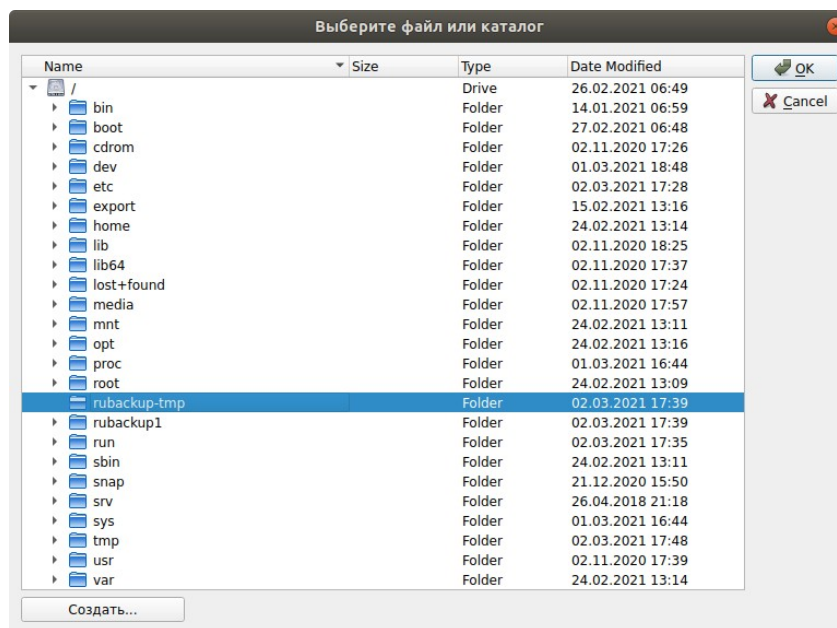 Выберите файл или каталог
Name Size Type Date Modified
/ Drive 26.02.2021 06:49
bin Folder 14.01.2021 06:59
boot Folder 27.02.2021 06:48
cdrom Folder 02.11.2020 17:26
dev Folder 01.03.2021 18:48
etc Folder 02.03.2021 17:28
export Folder 15.02.2021 13:16
home Folder 24.02.2021 13:14
lib Folder 02.11.2020 18:25
lib64 Folder 02.11.2020 17:37
lost+found Folder 02.11.2020 17:24
media Folder 02.11.2020 17:57
mnt Folder 24.02.2021 13:11
opt Folder 24.02.2021 13:16
proc Folder 01.03.2021 16:44
root Folder 24.02.2021 13:09
rubackup-tmp Folder 02.03.2021 17:39
rubackup1 Folder 02.03.2021 17:39
run Folder 02.03.2021 17:35
sbin Folder 24.02.2021 13:11
snap Folder 21.12.2020 15:50
srv Folder 26.04.2018 21:18
sys Folder 01.03.2021 16:44
tmp Folder 02.03.2021 17:48
usr Folder 02.11.2020 17:39
var Folder 24.02.2021 13:14
OK
Cancel
Создать...